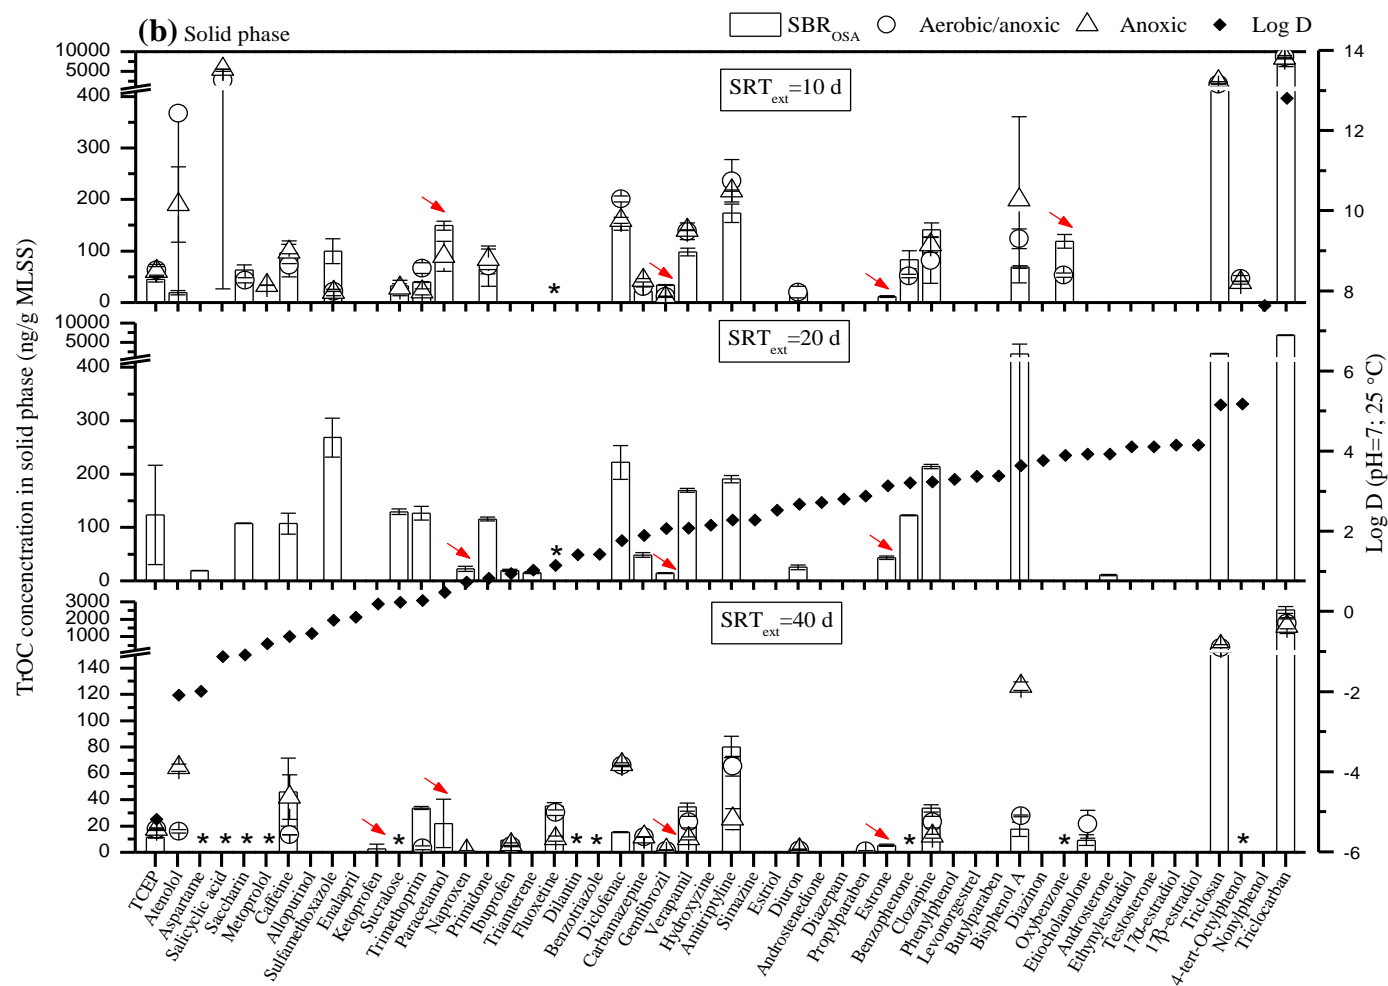 (b) Solid phase
SBR_OSA Aerobic/anoxic Anoxic Log D
TrOC concenration in solid phase (ng/g MLSS)
Log D (pH=7; 25 °C)
SRT_ext=10 d
10000
5000
400
300
200
100
0
*
SRT_ext=20 d
10000
5000
400
300
200
100
0
*
SRT_ext=40 d
3000
2000
1000
140
120
100
80
60
40
20
0
* * * * * * * * * *
14
12
10
8
6
4
2
0
-2
-4
-6
TCEP
Atenolol
Aspartame
Salicyclic acid
Saccharin
Metoprolol
Caffeine
Allopurinol
Sulfamethoxazole
Enalapril
Ketoprofen
Sucralose
Trimethoprim
Paracetamol
Naproxen
Primidone
Ibuprofen
Triamterene
Fluoxetine
Dilantin
Benzotriazole
Diclofenac
Carbamazepine
Gemfibrozil
Verapamil
Hydroxyzine
Amitriptyline
Simazine
Estriol
Diuron
Androstenedione
Diazepam
Propylparaben
Estrone
Benzophenone
Clozapine
Phenylphenol
Levonorgestrel
Butylparaben
Bisphenol A
Diazinon
Oxybenzone
Etiocholanolone
Androsterone
Ethynylestradiol
Testosterone
17α-estradiol
17β-estradiol
Triclosan
4-tert-Octylphenol
Nonylphenol
Triclocarban